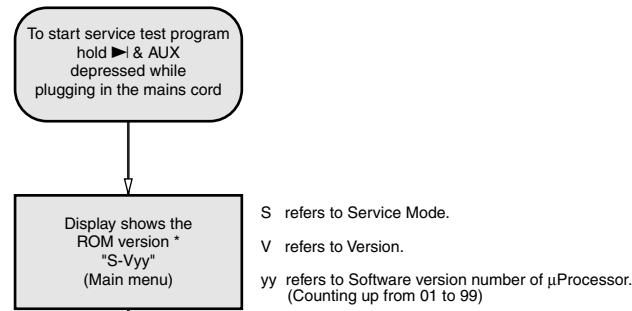 To start service test program
hold ▶| & AUX
depressed while
plugging in the mains cord
Display shows the
ROM version *
"S-Vyy"
(Main menu)
S refers to Service Mode.
V refers to Version.
yy refers to Software version number of µProcessor.
(Counting up from 01 to 99)